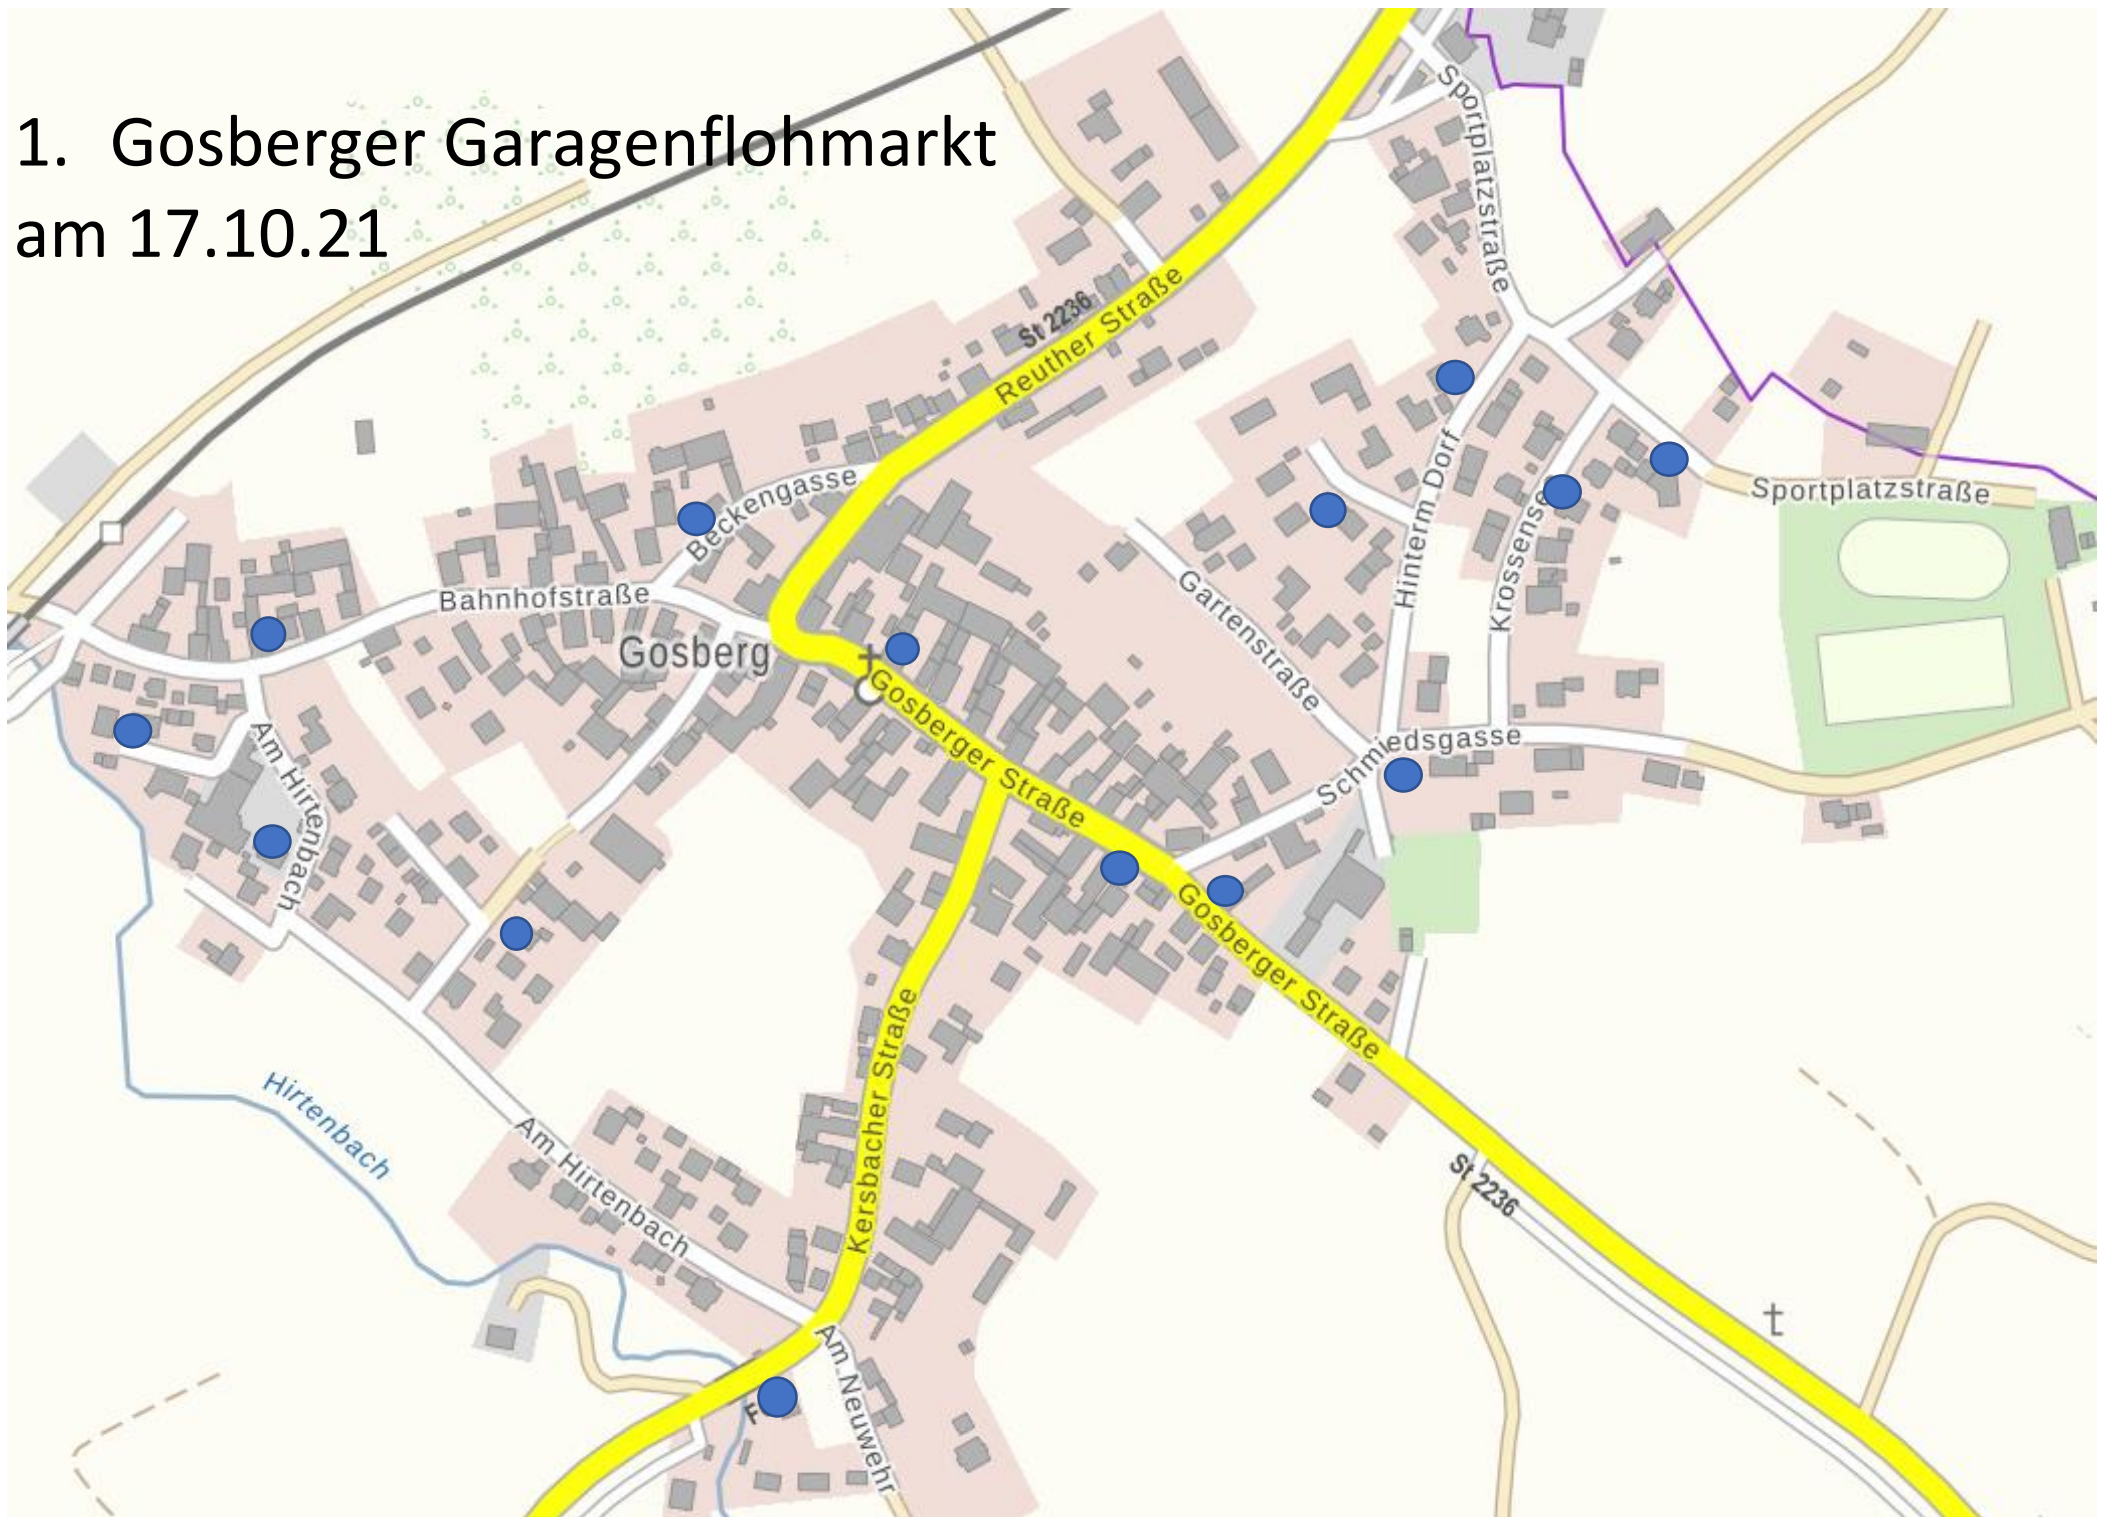 1. Gosberger Garagenflohmarkt
am 17.10.21
Sportplatzstraße
St 2236
Reuther Straße
Beckengasse
Hinterm Dorf
Sportplatzstraße
Bahnhofstraße
Gartenstraße
Gosberg
Gosberger Straße
Schmiedsgasse
Am Hirtenbach
Gosberger Straße
Kersbacher Straße
Hirtenbach
Am Hirtenbach
St 2236
Am Neuwehr